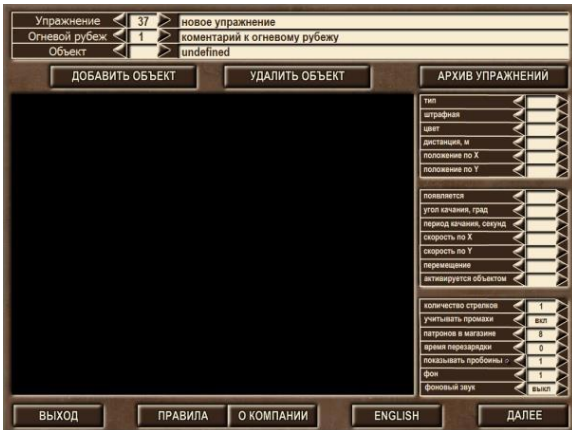 Упражнение 37 новое упражнение
Огневой рубеж 1 коментарий к огневому рубежу
Объект undefined
ДОБАВИТЬ ОБЪЕКТ УДАЛИТЬ ОБЪЕКТ АРХИВ УПРАЖНЕНИЙ
тип
штрафная
цвет
дистанция, м
положение по X
положение по Y
появляется
угол качания, град
период качания, секунд
скорость по X
скорость по Y
перемещение
активируется объектом
количество стрелков 1
учитывать промахи вкл
патронов в магазине 8
время перезарядки 0
показывать пробоины 1
фон 1
фоновый звук выкл
ВЫХОД ПРАВИЛА О КОМПАНИИ ENGLISH ДАЛЕЕ